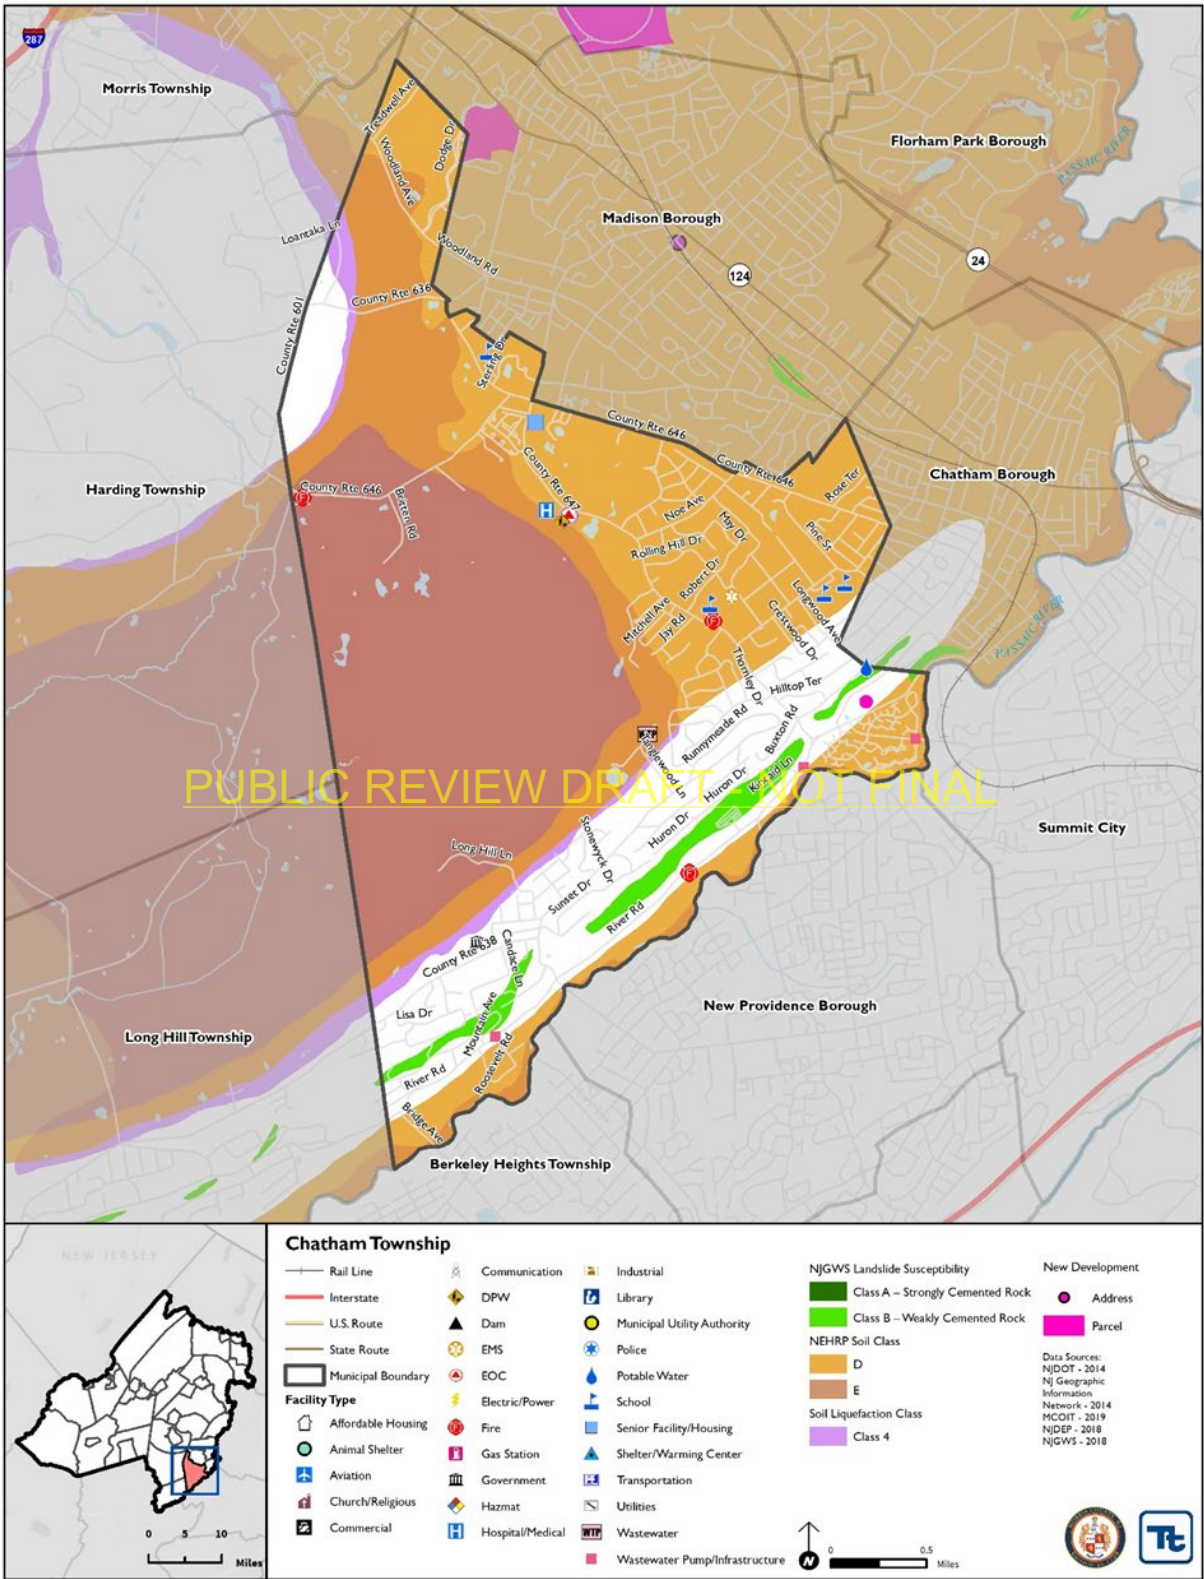 287
Morris Township
Treadwell Ave
Woodland Ave
Dodge Dr
Florham Park Borough
PASSAIC RIVER
Madison Borough
Loantaka Ln
Woodland Rd
24
124
County Rte 636
County Rte 601
Sterling Dr
County Rte 646
County Rte 646
Rose Ter
Chatham Borough
Harding Township
County Rte 646
Britten Rd
County Rte 647
Noe Ave
May Dr
Pine St
Rolling Hill Dr
Robert Dr
Longwood Ave
Mitchell Ave
Jay Rd
Crestwood Dr
PASSAIC RIVER
Thornley Dr
Hilltop Ter
Runnymeade Rd
Buxton Rd
WTP
Tanglewood Ln
Huron Dr
Kincaid Ln
PUBLIC REVIEW DRAFT - NOT FINAL
Huron Dr
Stonewyck Dr
Summit City
Long Hill Ln
Sunset Dr
River Rd
County Rte 638
Candace Ln
Lisa Dr
Mountain Ave
New Providence Borough
Long Hill Township
River Rd
Roosevelt Rd
Bridge Ave
Berkeley Heights Township
NEW JERSEY
0 5 10
Miles
Chatham Township
Rail Line
Interstate
U.S. Route
State Route
Municipal Boundary
Facility Type
Affordable Housing
Animal Shelter
Aviation
Church/Religious
Commercial
Communication
DPW
Dam
EMS
EOC
Electric/Power
Fire
Gas Station
Government
Hazmat
Hospital/Medical
Industrial
Library
Municipal Utility Authority
Police
Potable Water
School
Senior Facility/Housing
Shelter/Warming Center
Transportation
Utilities
WTP Wastewater
Wastewater Pump/Infrastructure
NJGWS Landslide Susceptibility
Class A – Strongly Cemented Rock
Class B – Weakly Cemented Rock
NEHRP Soil Class
D
E
Soil Liquefaction Class
Class 4
New Development
Address
Parcel
Data Sources:
NJDOT - 2014
NJ Geographic
Information
Network - 2014
MCOIT - 2019
NJDEP - 2018
NJGWS - 2018
N
0 0.5
Miles
Tt